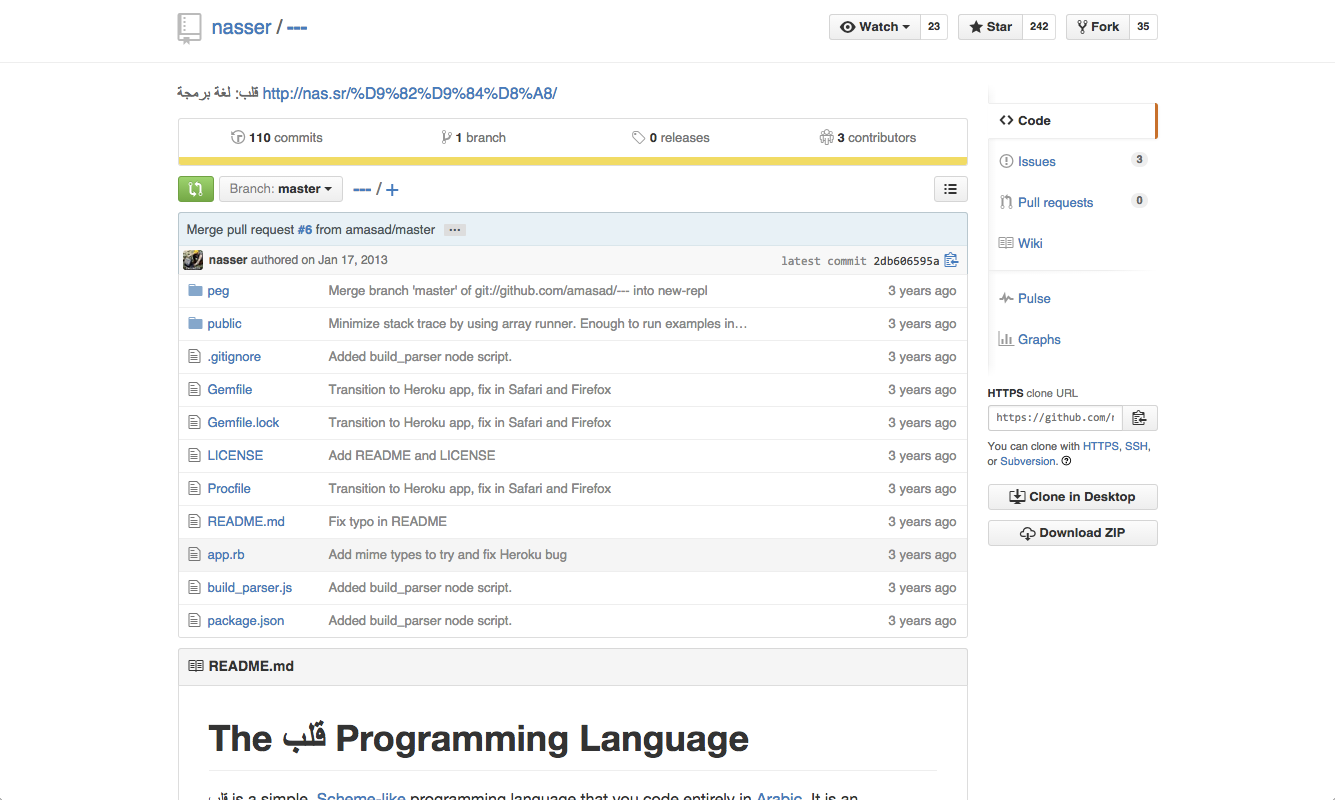 nasser / ---
Watch 23 Star 242 Fork 35
قلب: لغة برمجة http://nas.sr/%D9%82%D9%84%D8%A8/
110 commits 1 branch 0 releases 3 contributors
Branch: master --- / +
Merge pull request #6 from amasad/master ...
nasser authored on Jan 17, 2013 latest commit 2db606595a
peg Merge branch 'master' of git://github.com/amasad/--- into new-repl 3 years ago
public Minimize stack trace by using array runner. Enough to run examples in… 3 years ago
.gitignore Added build_parser node script. 3 years ago
Gemfile Transition to Heroku app, fix in Safari and Firefox 3 years ago
Gemfile.lock Transition to Heroku app, fix in Safari and Firefox 3 years ago
LICENSE Add README and LICENSE 3 years ago
Procfile Transition to Heroku app, fix in Safari and Firefox 3 years ago
README.md Fix typo in README 3 years ago
app.rb Add mime types to try and fix Heroku bug 3 years ago
build_parser.js Added build_parser node script. 3 years ago
package.json Added build_parser node script. 3 years ago
README.md
The قلب Programming Language
قلب is a simple, Scheme-like programming language that you code entirely in Arabic. It is an
Code
Issues 3
Pull requests 0
Wiki
Pulse
Graphs
HTTPS clone URL
https://github.com/r
You can clone with HTTPS, SSH,
or Subversion.
Clone in Desktop
Download ZIP